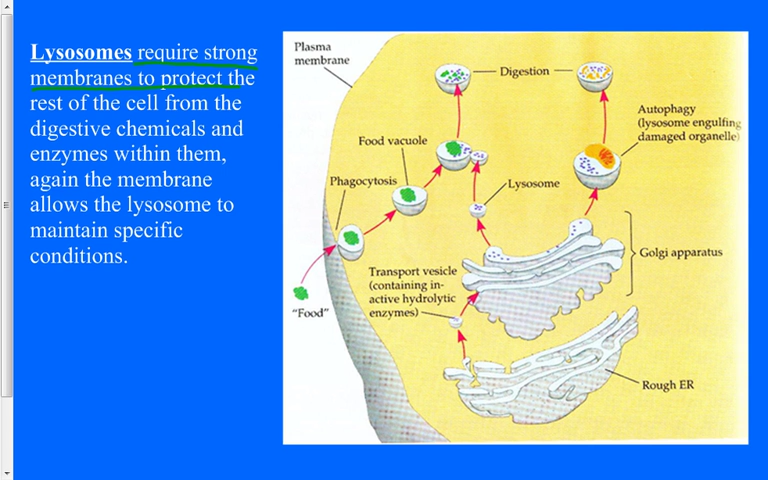 Lysosomes require strong
membranes to protect the
rest of the cell from the
digestive chemicals and
enzymes within them,
again the membrane
allows the lysosome to
maintain specific
conditions.
Plasma
membrane
Digestion
Autophagy
(lysosome engulfing
damaged organelle)
Food vacuole
Phagocytosis
Lysosome
Golgi apparatus
Transport vesicle
(containing in-
active hydrolytic
enzymes)
"Food"
Rough ER